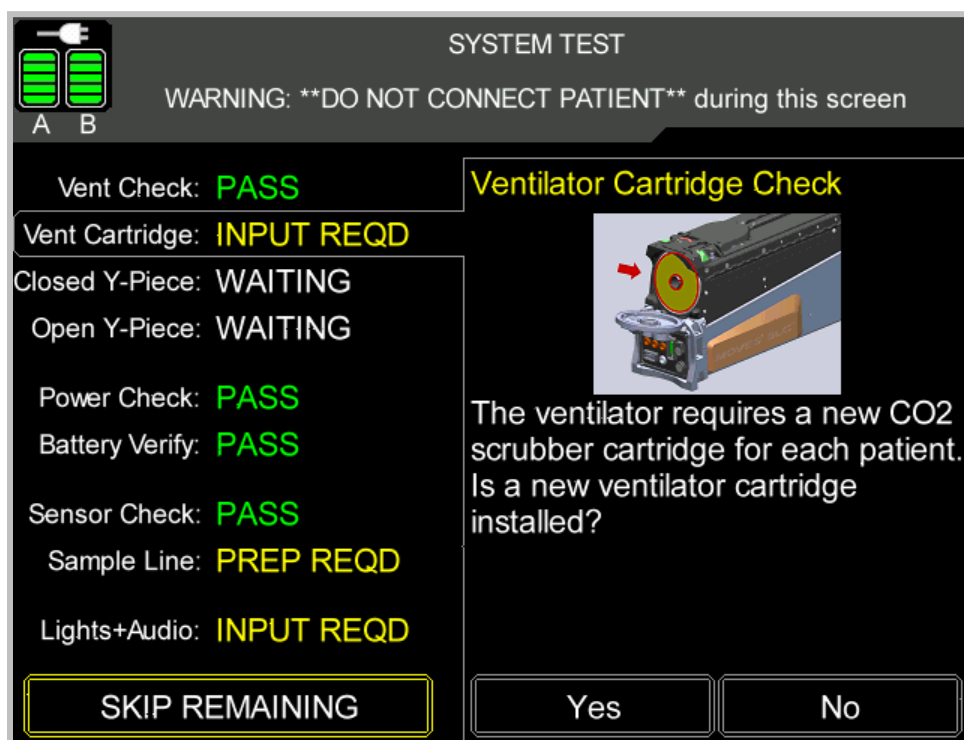 SYSTEM TEST
WARNING: **DO NOT CONNECT PATIENT** during this screen
A B
Vent Check: PASS
Vent Cartridge: INPUT REQD
Closed Y-Piece: WAITING
Open Y-Piece: WAITING
Power Check: PASS
Battery Verify: PASS
Sensor Check: PASS
Sample Line: PREP REQD
Lights+Audio: INPUT REQD
SKIP REMAINING
Ventilator Cartridge Check
MOVES SLC
The ventilator requires a new CO2
scrubber cartridge for each patient.
Is a new ventilator cartridge
installed?
Yes
No